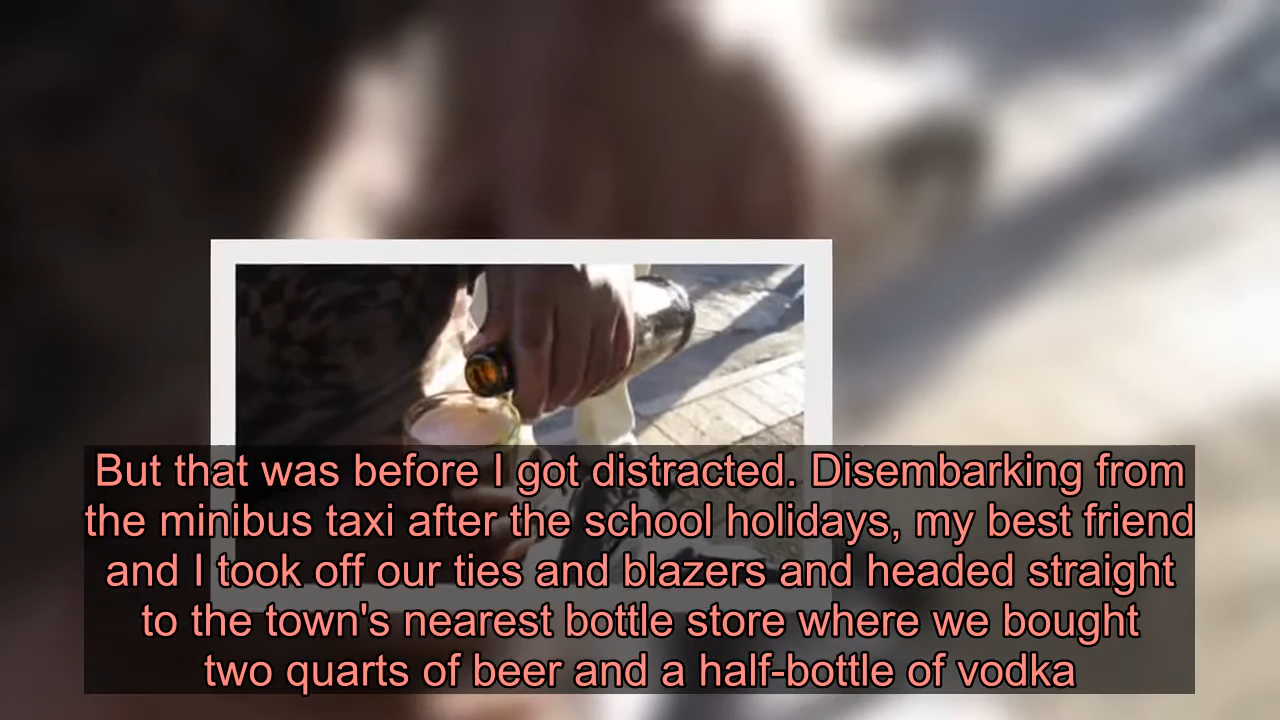 But that was before I got distracted. Disembarking from
the minibus taxi after the school holidays, my best friend
and I took off our ties and blazers and headed straight
to the town's nearest bottle store where we bought
two quarts of beer and a half-bottle of vodka